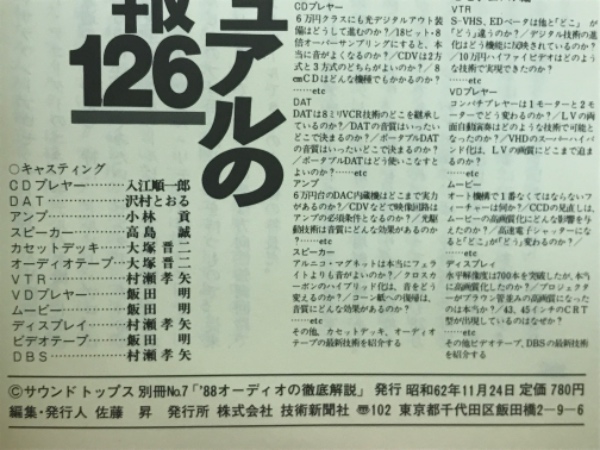 ュアルの
報
126
○キャスティング
CDプレヤー………入江順一郎
DAT……………沢村とおる
アンプ……………小林 貢
スピーカー………高島 誠
カセットデッキ…大塚晋二
オーディオテープ…大塚晋二
VTR……………村瀬孝矢
VDプレヤー……飯田 明
ムービー…………飯田 明
ディスプレイ……村瀬孝矢
ビデオテープ……飯田 明
DBS……………村瀬孝矢
CDプレヤー
6万円クラスにも光デジタルアウト装
備はどうして進むのか?/18ビット・8
倍オーバーサンプリングにすると、本
当に音がよくなるのか?/CDVは2方
式と3方式のどちらがよいか?/8
cmCDはどんな機種でもかかるのか?
……etc
DAT
DATは8ミリVCR技術のどこを継承し
ているのか?/DATの音質はいったい
どこで決まるのか?/ポータブルDAT
の音質はいったいどこで決まるのか?
/ポータブルDATはどう使いこなすと
よいのか?……etc
アンプ
6万円台のDAC内蔵機はどこまで実力
があるのか?/CDVなどで映像回路は
アンプの必須条件となるのか?/光駆
動技術は音質にどんな効果があるのか
?……etc
スピーカー
アルニコ・マグネットは本当にフェラ
イトよりも音がよいのか?/クロスカ
ーボンのハイブリッド化は、音をどう
変えるのか?/コーン紙への復帰は、
音質にどんな効果があるのか?
……etc
その他、カセットデッキ、オーディオ
テープの最新技術を紹介する
VTR
S-VHS、EDベータは他と「どこ」が
「どう」違うのか?/デジタル技術の進
化はどう機能に反映されているのか?
/10万円ハイファイビデオはどのよう
な技術で実現できたのか?
……etc
VDプレヤー
コンパチプレヤーは1モーターと2モ
ーターでどう変わるのか?/LVの両
面自動演奏はどのような技術で可能と
なったのか?/VHDのスーパーハイバ
ンド化は、LVの画質にどこまで迫ま
るのか?……etc
ムービー
オート機構で1番なくてはならないフ
ィーチャーは何か?/CCDの見直しは、
ムービーの高画質化にどんな影響を与
えたのか?/高速電子シャッターにな
ると「どこ」が「どう」変わるのか?/
……etc
ディスプレイ
水平解像度は700本を突破したが、本当
に高画質化したのか?/プロジェクタ
ーがブラウン管並みの高画質になった
のは本当か?/43、45インチのCRT
型が出現しているのはなぜか?
……etc
その他ビデオテープ、DBSの最新技術
を紹介する
©サウンドトップス 別冊No.7「'88オーディオの徹底解説」 発行 昭和62年11月24日 定価 780円
編集・発行人 佐藤 昇 発行所 株式会社 技術新聞社 〠102 東京都千代田区飯田橋2-9-6